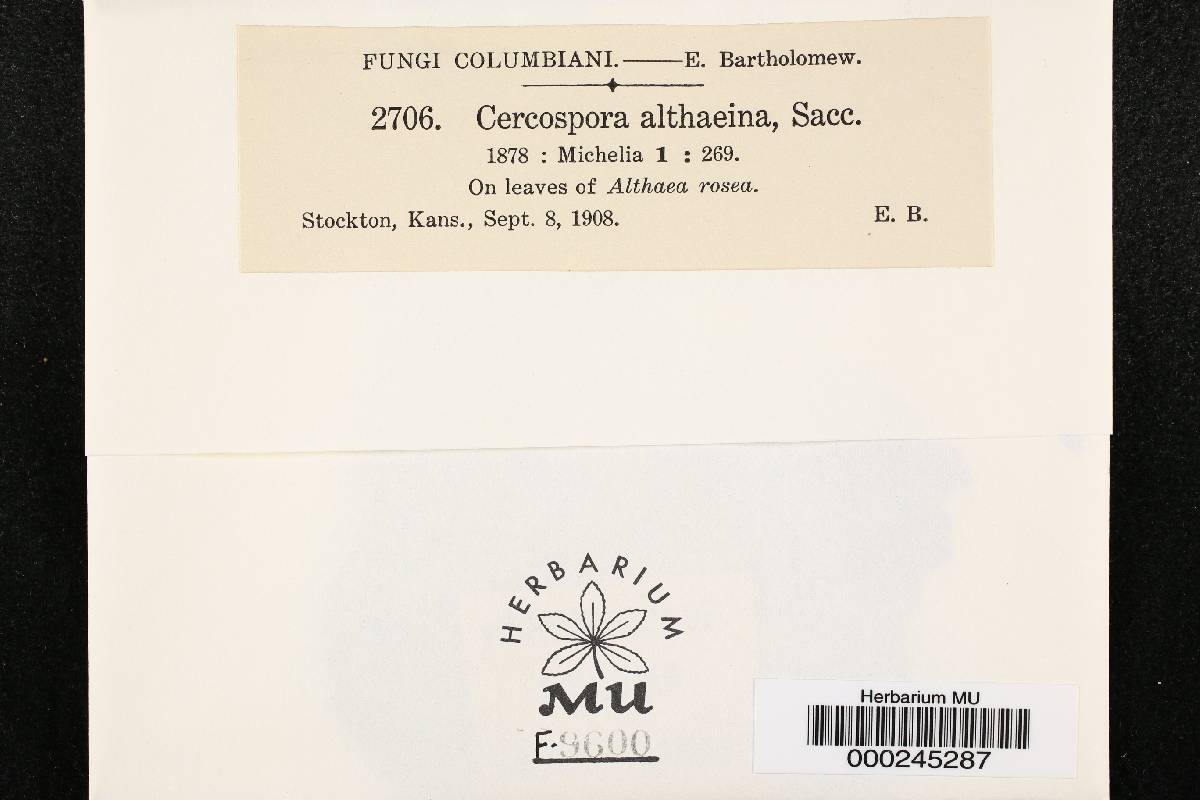 FUNGI COLUMBIANI.——E. Bartholomew.
2706. Cercospora althaeina, Sacc.
1878 : Michelia 1 : 269.
On leaves of Althaea rosea.
Stockton, Kans., Sept. 8, 1908. E. B.
HERBARIUM
MU
F-9600
Herbarium MU
000245287